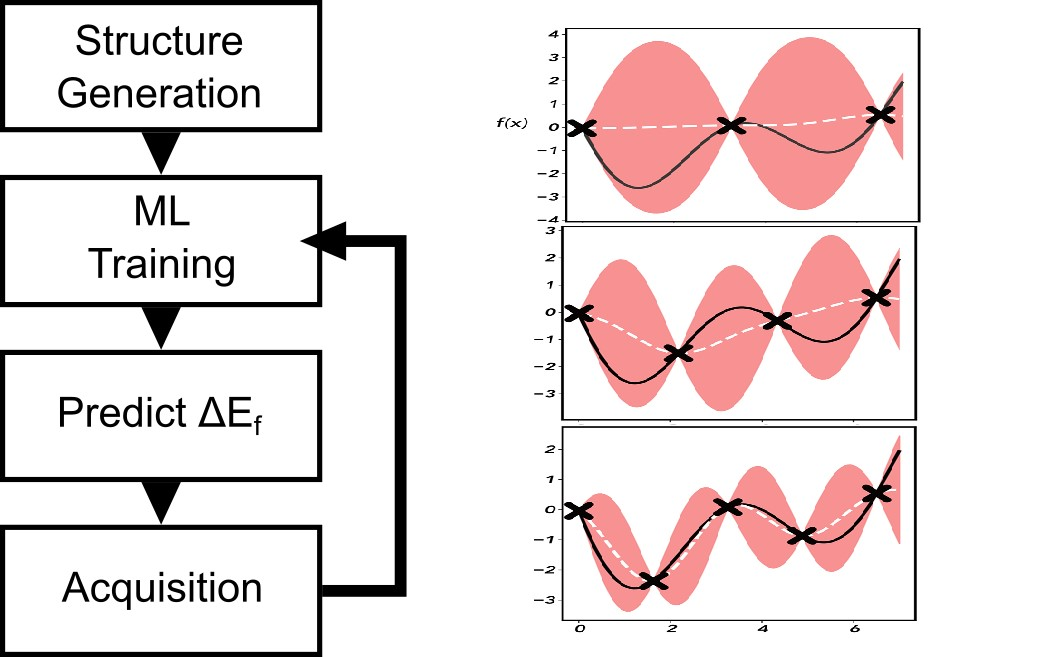 Structure
Generation
ML
Training
Predict ΔEf
Acquisition
f(x)
4
3
2
1
0
−1
−2
−3
−4
3
2
1
0
−1
−2
−3
2
1
0
−1
−2
−3
0 2 4 6